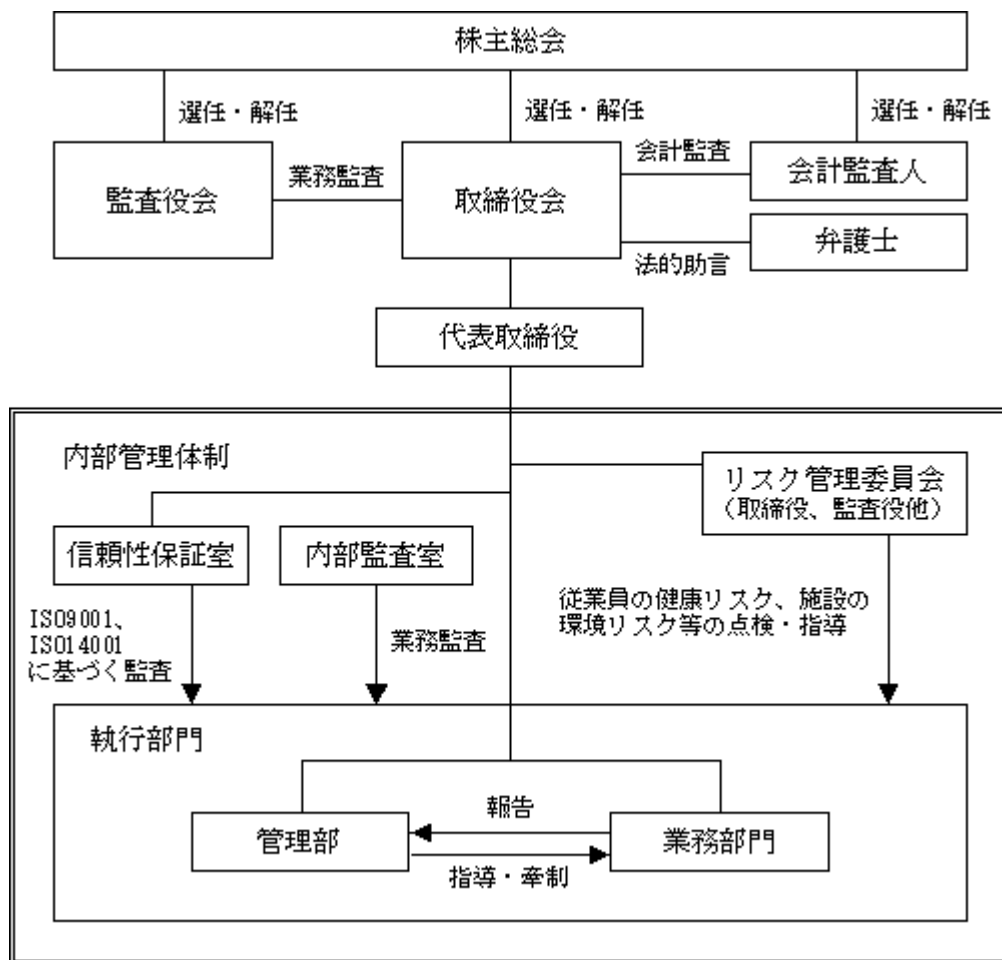 株主総会
選任・解任
選任・解任
選任・解任
監査役会
業務監査
取締役会
会計監査
会計監査人
弁護士
法的助言
代表取締役
内部管理体制
リスク管理委員会
(取締役、監査役他)
信頼性保証室
内部監査室
ISO9001、
ISO14001
に基づく監査
業務監査
従業員の健康リスク、施設の
環境リスク等の点検・指導
執行部門
管理部
報告
指導・牽制
業務部門